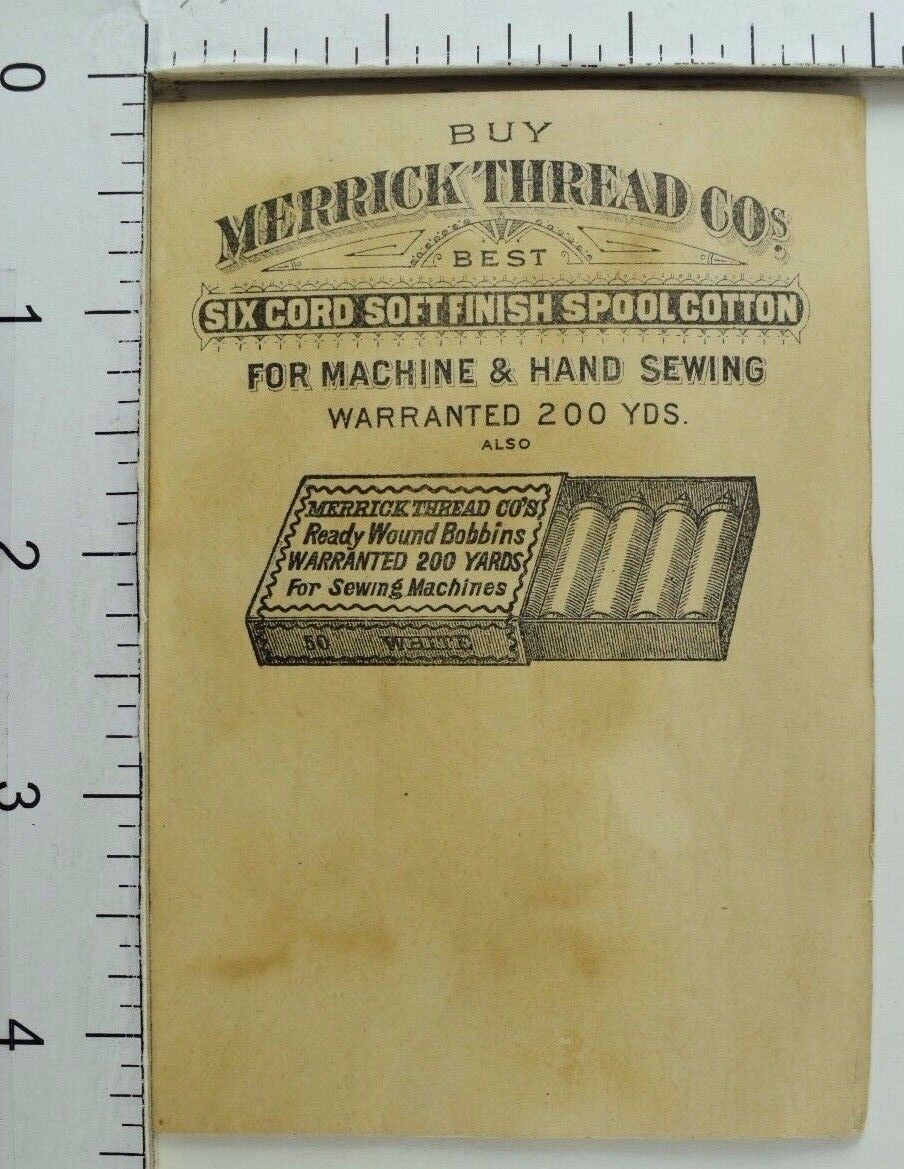 0
1
2
3
4
BUY
MERRICK THREAD COS.
BEST
SIX CORD SOFT FINISH SPOOL COTTON
FOR MACHINE & HAND SEWING
WARRANTED 200 YDS.
ALSO
MERRICK THREAD CO'S
Ready Wound Bobbins
WARRANTED 200 YARDS
For Sewing Machines
50 WHITE